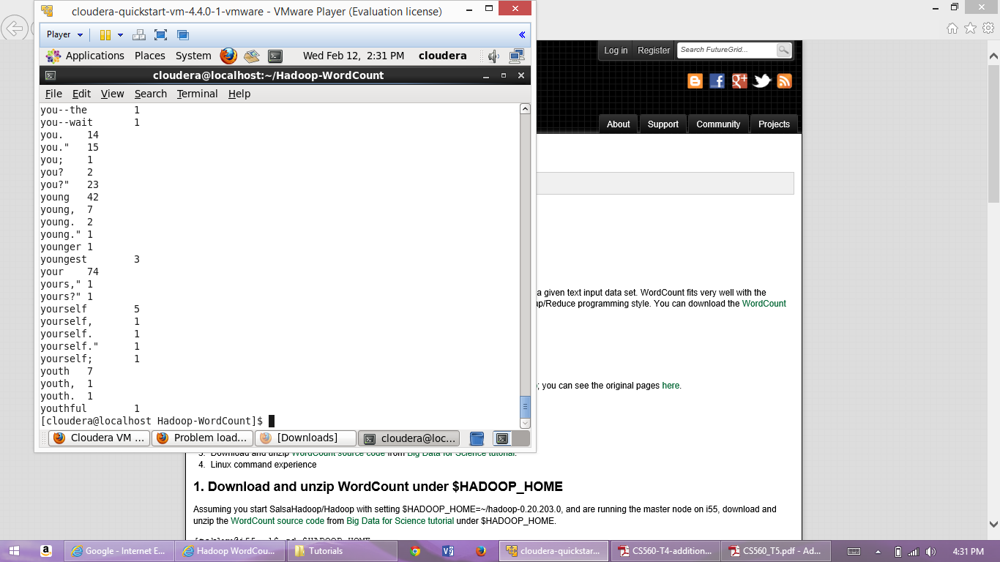 cloudera-quickstart-vm-4.4.0-1-vmware - VMware Player (Evaluation license)
Player
Applications Places System Wed Feb 12, 2:31 PM cloudera
cloudera@localhost:~/Hadoop-WordCount
File Edit View Search Terminal Help
you--the 1
you--wait 1
you. 14
you." 15
you; 1
you? 2
you?" 23
young 42
young, 7
young. 2
young." 1
younger 1
youngest 3
your 74
yours," 1
yours?" 1
yourself 5
yourself, 1
yourself. 1
yourself." 1
yourself; 1
youth 7
youth, 1
youth. 1
youthful 1
[cloudera@localhost Hadoop-WordCount]$
Cloudera VM ... Problem load... [Downloads] cloudera@loc...
Log in Register Search FutureGrid...
About Support Community Projects
a given text input data set. WordCount fits very well with the
ap/Reduce programming style. You can download the WordCount
; you can see the original pages here.
3. Download and unzip WordCount source code from Big Data for Science tutorial.
4. Linux command experience
1. Download and unzip WordCount under $HADOOP_HOME
Assuming you start SalsaHadoop/Hadoop with setting $HADOOP_HOME=~/hadoop-0.20.203.0, and are running the master node on i55, download and
unzip the WordCount source code from Big Data for Science tutorial under $HADOOP_HOME.
Google - Internet E... Hadoop WordCou... Tutorials cloudera-quickstar... CS560-T4-addition... CS560_T5.pdf - Ad... 4:31 PM